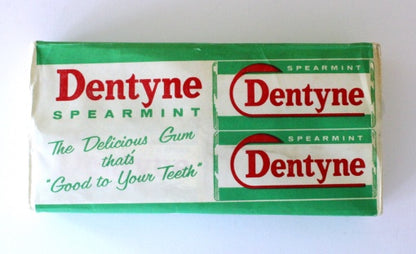 Dentyne
SPEARMINT
The Delicious Gum
that's
"Good to Your Teeth"
SPEARMINT
Dentyne
SPEARMINT
Dentyne